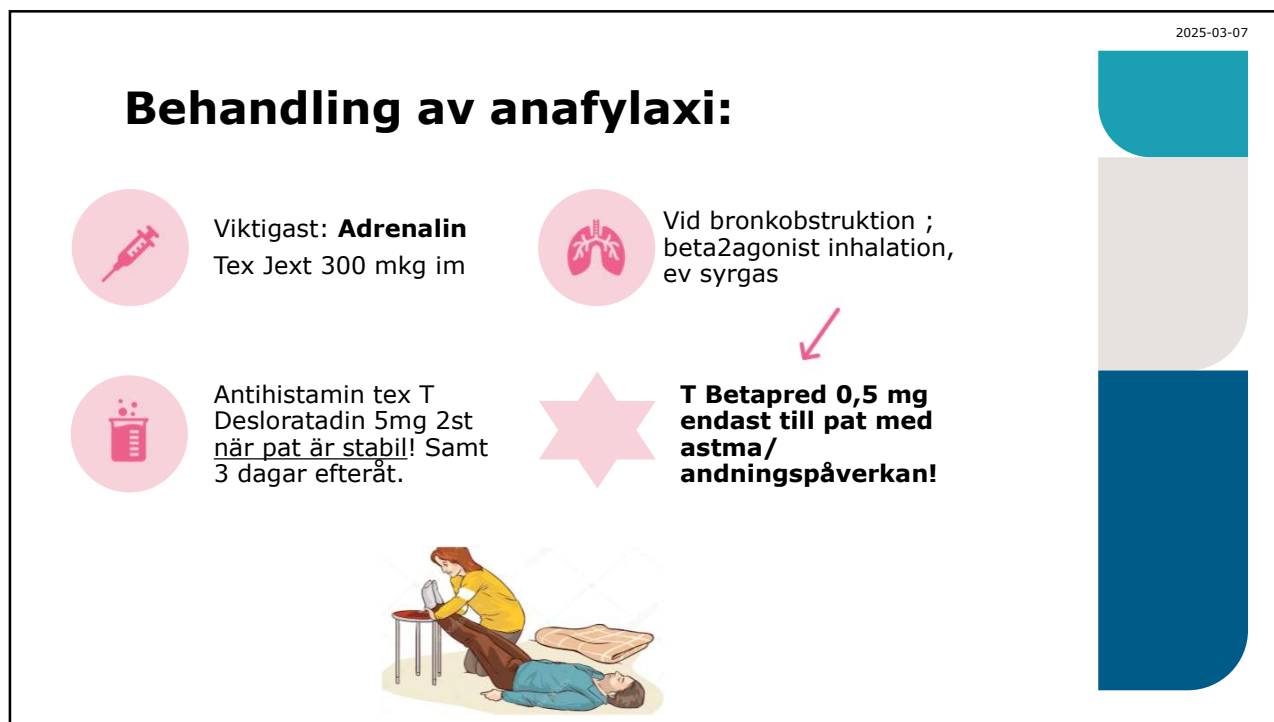 2025-03-07
Behandling av anafylaxi:
Viktigast: Adrenalin
Tex Jext 300 mkg im
Vid bronkobstruktion ;
beta2agonist inhalation,
ev syrgas
Antihistamin tex T
Desloratadin 5mg 2st
när pat är stabil! Samt
3 dagar efteråt.
T Betapred 0,5 mg
endast till pat med
astma/
andningspåverkan!